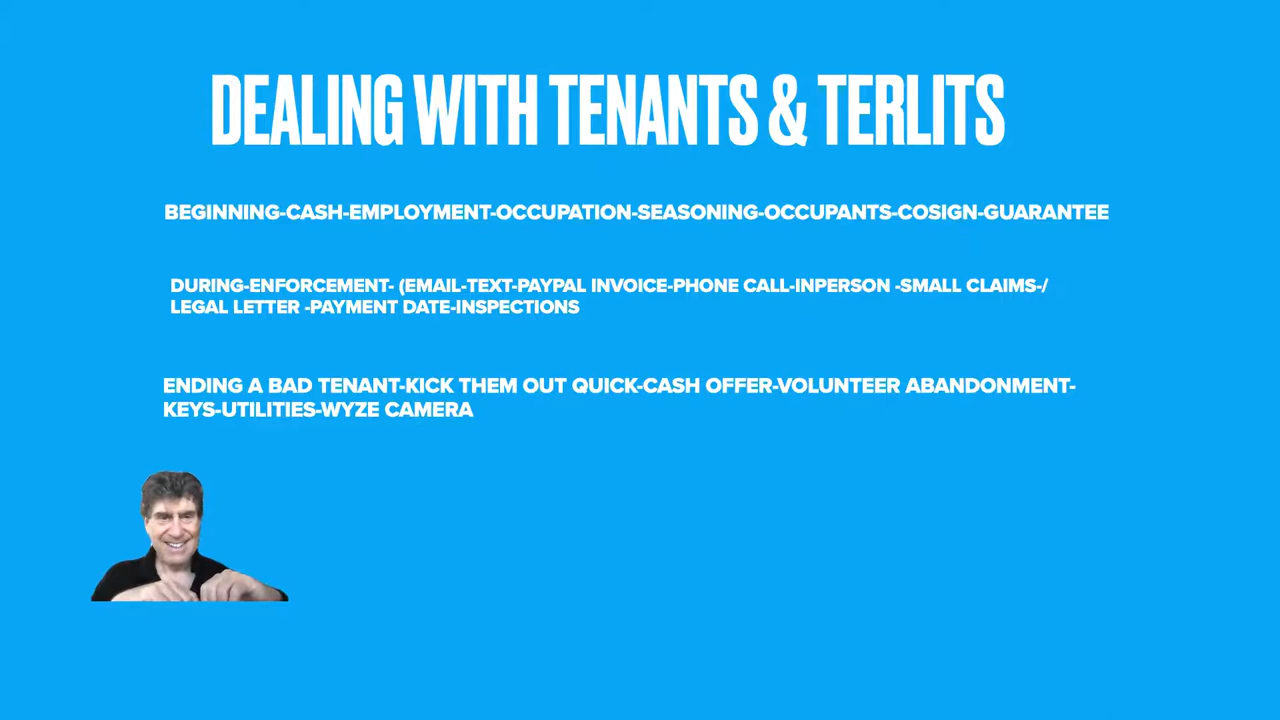 DEALING WITH TENANTS & TERLITS
BEGINNING-CASH-EMPLOYMENT-OCCUPATION-SEASONING-OCCUPANTS-COSIGN-GUARANTEE
DURING-ENFORCEMENT- (EMAIL-TEXT-PAYPAL INVOICE-PHONE CALL-INPERSON -SMALL CLAIMS-/
LEGAL LETTER -PAYMENT DATE-INSPECTIONS
ENDING A BAD TENANT-KICK THEM OUT QUICK-CASH OFFER-VOLUNTEER ABANDONMENT-
KEYS-UTILITIES-WYZE CAMERA